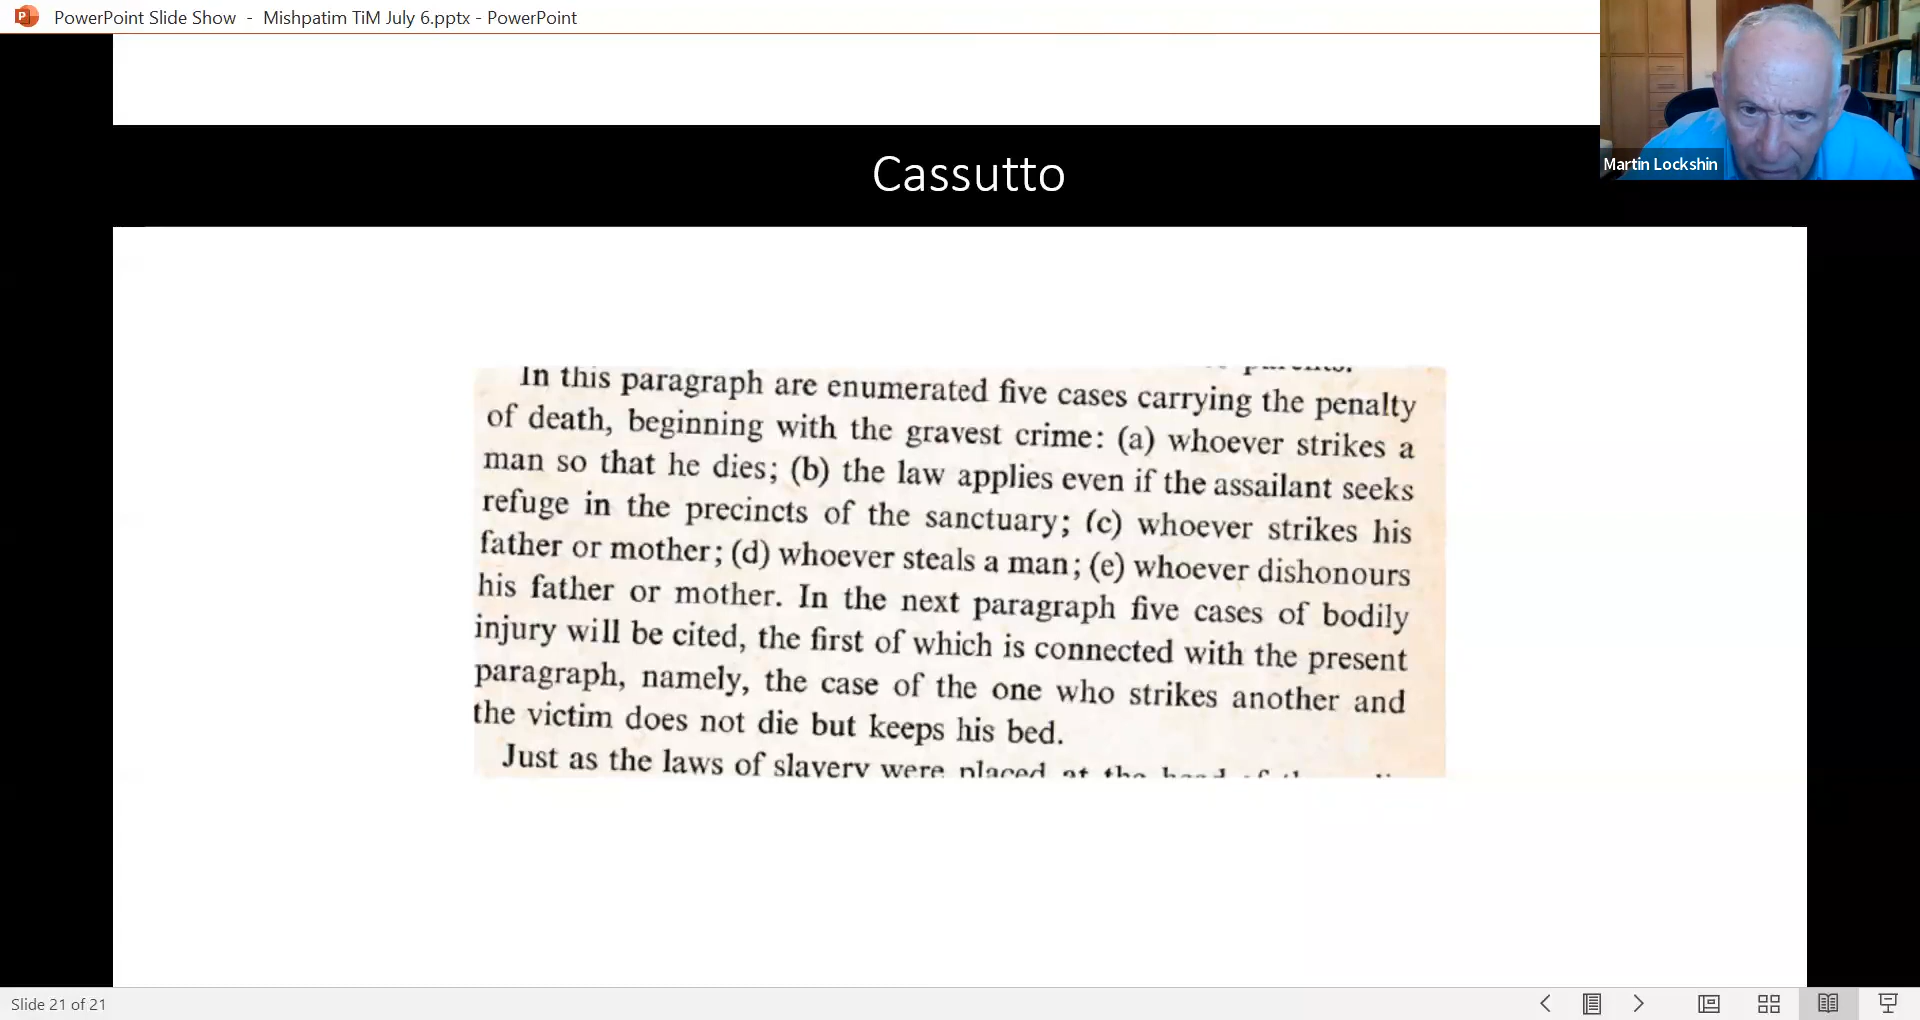 PowerPoint Slide Show - Mishpatim TiM July 6.pptx - PowerPoint
Martin Lockshin
Cassutto
In this paragraph are enumerated five cases carrying the penalty
of death, beginning with the gravest crime: (a) whoever strikes a
man so that he dies; (b) the law applies even if the assailant seeks
refuge in the precincts of the sanctuary; (c) whoever strikes his
father or mother; (d) whoever steals a man; (e) whoever dishonours
his father or mother. In the next paragraph five cases of bodily
injury will be cited, the first of which is connected with the present
paragraph, namely, the case of the one who strikes another and
the victim does not die but keeps his bed.
Just as the laws of slavery were placed at the
Slide 21 of 21